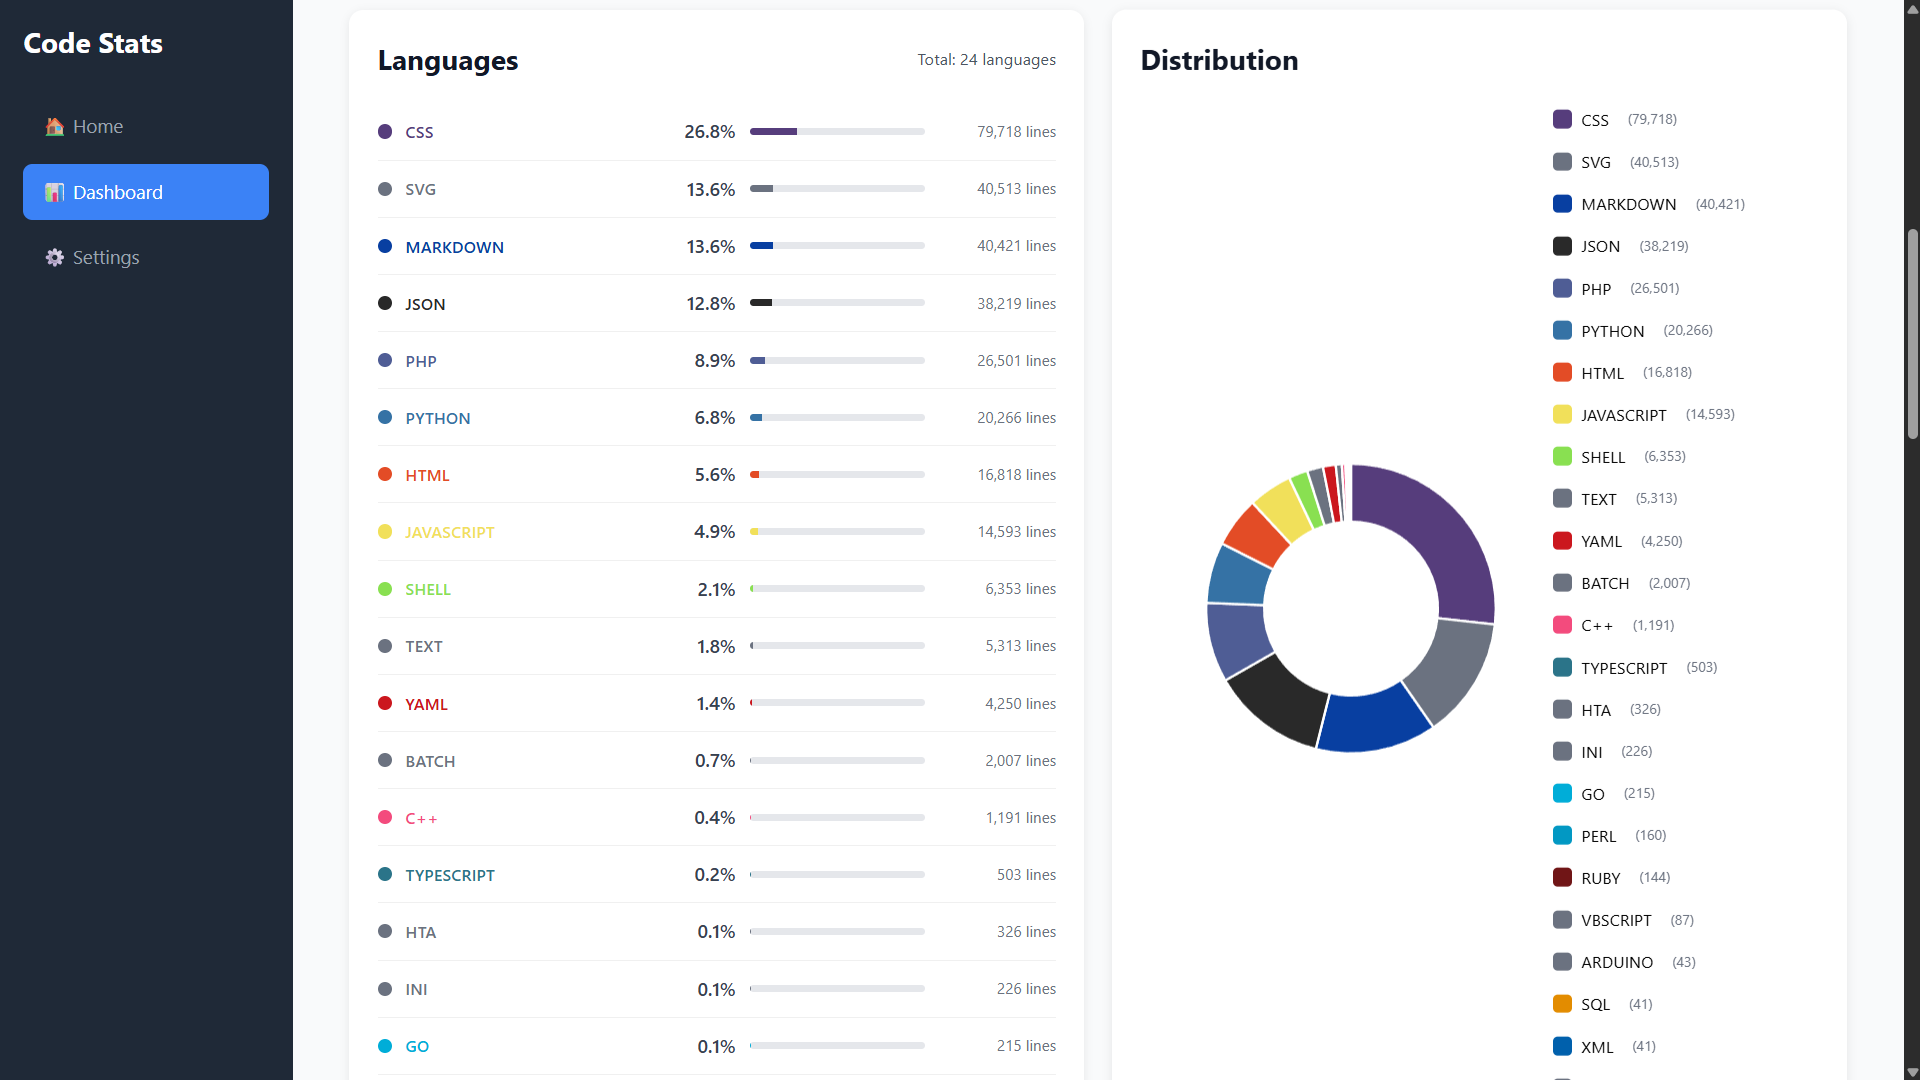 Code Stats
Home
Dashboard
Settings
Languages
Total: 24 languages
CSS 26.8% 79,718 lines
SVG 13.6% 40,513 lines
MARKDOWN 13.6% 40,421 lines
JSON 12.8% 38,219 lines
PHP 8.9% 26,501 lines
PYTHON 6.8% 20,266 lines
HTML 5.6% 16,818 lines
JAVASCRIPT 4.9% 14,593 lines
SHELL 2.1% 6,353 lines
TEXT 1.8% 5,313 lines
YAML 1.4% 4,250 lines
BATCH 0.7% 2,007 lines
C++ 0.4% 1,191 lines
TYPESCRIPT 0.2% 503 lines
HTA 0.1% 326 lines
INI 0.1% 226 lines
GO 0.1% 215 lines
Distribution
CSS (79,718)
SVG (40,513)
MARKDOWN (40,421)
JSON (38,219)
PHP (26,501)
PYTHON (20,266)
HTML (16,818)
JAVASCRIPT (14,593)
SHELL (6,353)
TEXT (5,313)
YAML (4,250)
BATCH (2,007)
C++ (1,191)
TYPESCRIPT (503)
HTA (326)
INI (226)
GO (215)
PERL (160)
RUBY (144)
VBSCRIPT (87)
ARDUINO (43)
SQL (41)
XML (41)